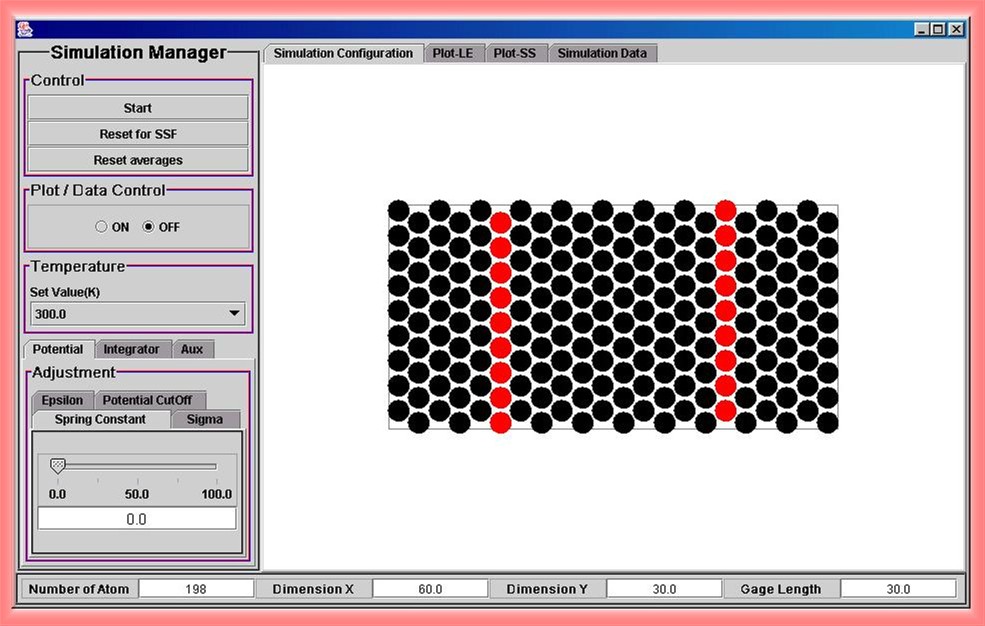 Simulation Manager
Control
Start
Reset for SSF
Reset averages
Plot / Data Control
ON OFF
Temperature
Set Value(K)
300.0
Potential Integrator Aux
Adjustment
Epsilon Potential CutOff
Spring Constant Sigma
0.0 50.0 100.0
0.0
Simulation Configuration Plot-LE Plot-SS Simulation Data
Number of Atom 198 Dimension X 60.0 Dimension Y 30.0 Gage Length 30.0